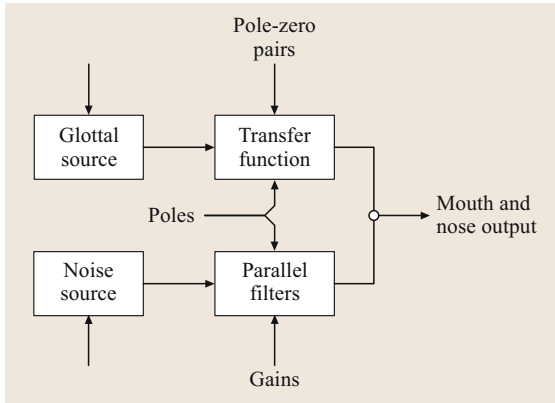 Pole-zero
pairs
Glottal
source
Transfer
function
Poles
Mouth and
nose output
Noise
source
Parallel
filters
Gains